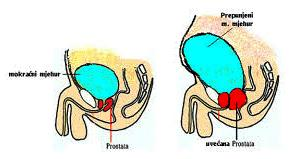 mokraćni mjehur
Prostata
Prepunjeni
m. mjehur
uvećana Prostata